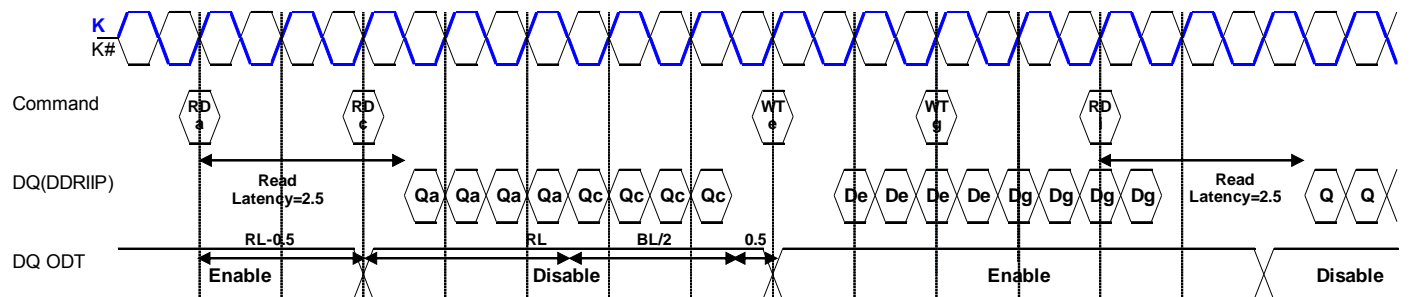 K
K#
Command
RD a
RD c
WT e
WT g
RD i
DQ(DDRIIP)
Read
Latency=2.5
Qa Qa Qa Qa Qc Qc Qc Qc
De De De De Dg Dg Dg Dg
Read
Latency=2.5
Q Q
DQ ODT
RL-0.5
RL
BL/2
0.5
Enable
Disable
Enable
Disable